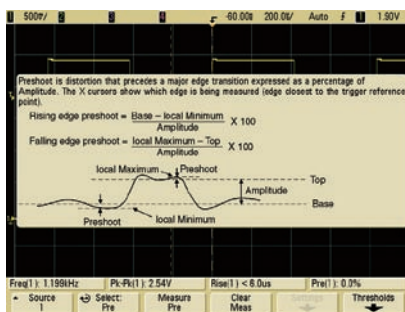 1 500▽/ 2 3 4 -60.00s 200.0▽/ Auto 1 1.90V
Preshoot is distortion that precedes a major edge transition expressed as a percentage of
Amplitude. The X cursors show which edge is being measured (edge closest to the trigger reference
point).
Rising edge preshoot = Base – local Minimum
Amplitude
X 100
Falling edge preshoot = local Maximum – Top
Amplitude
X 100
local Maximum
Preshoot
Top
Amplitude
Base
Preshoot
local Minimum
Freq(1): 1.199kHz Pk-Pk(1): 2.54V Rise(1) < 6.0us Pre(1): 0.0%
Source
1
Select:
Pre
Measure
Pre
Clear
Meas
Settings
Thresholds